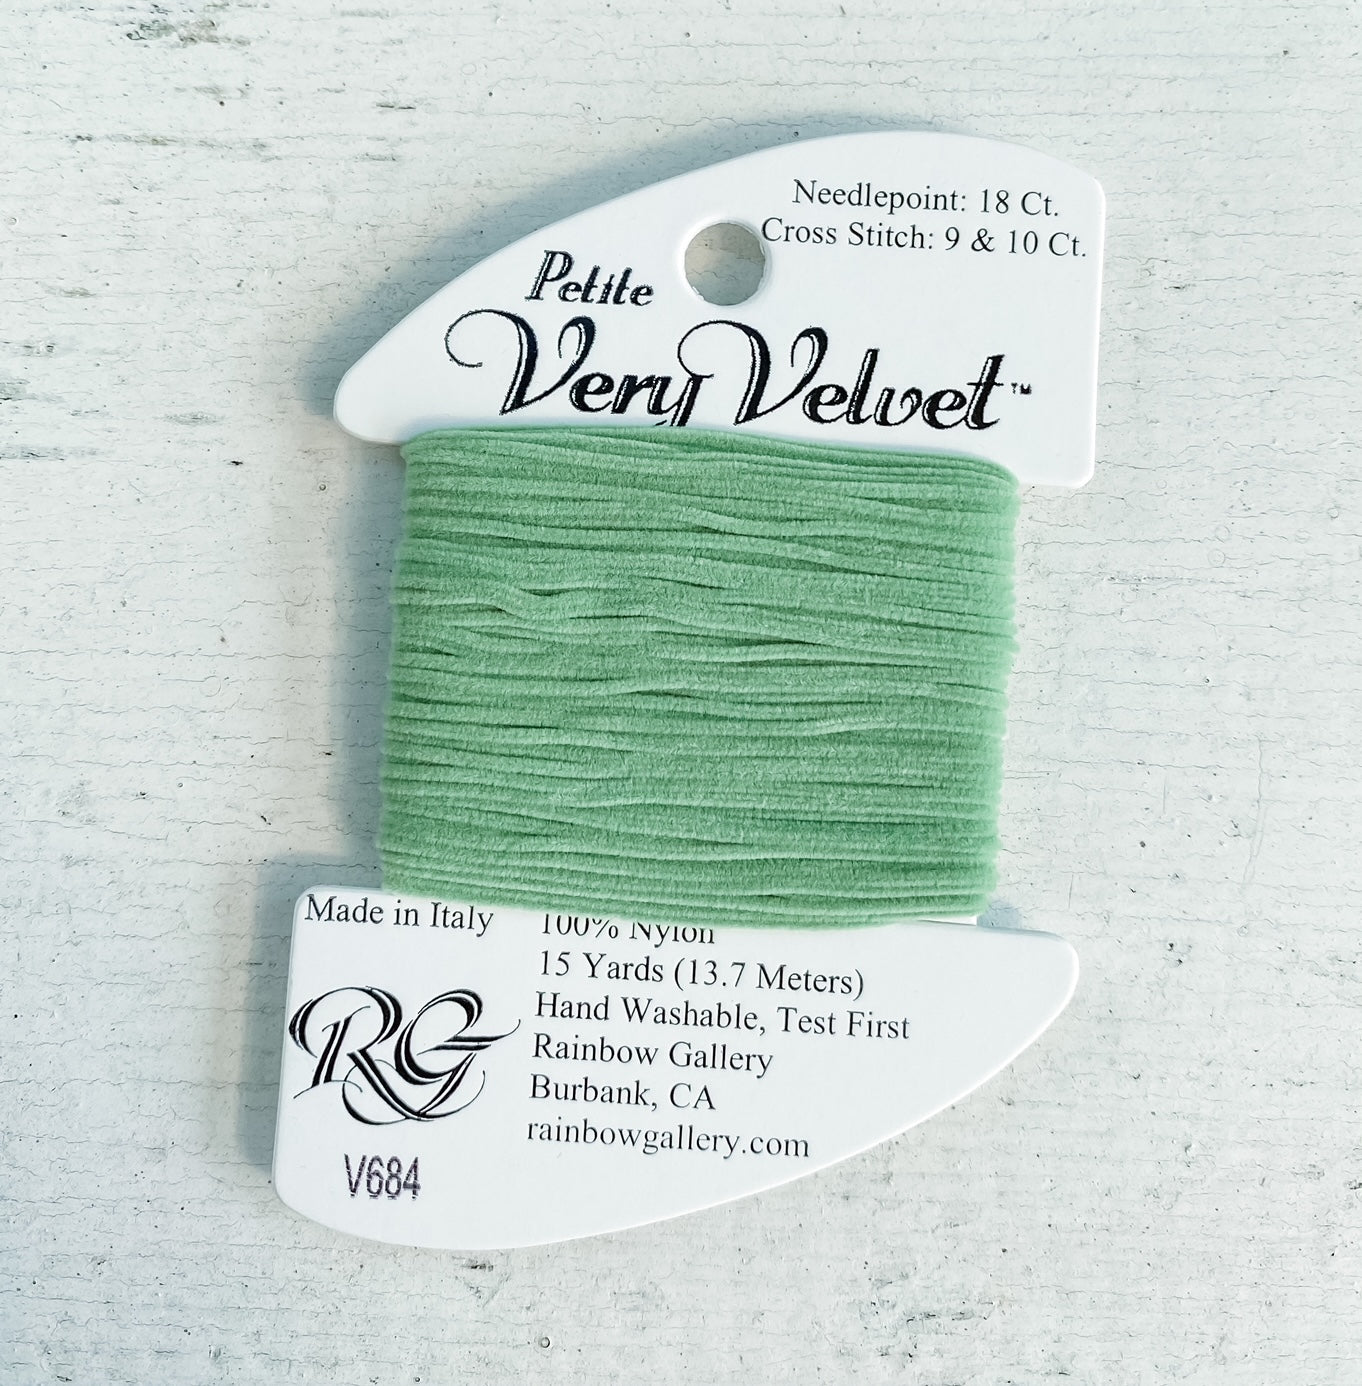 Needlepoint: 18 Ct.
Cross Stitch: 9 & 10 Ct.
Petite
Very Velvet™
Made in Italy
100% Nylon
15 Yards (13.7 Meters)
Hand Washable, Test First
Rainbow Gallery
Burbank, CA
rainbowgallery.com
RG
V684